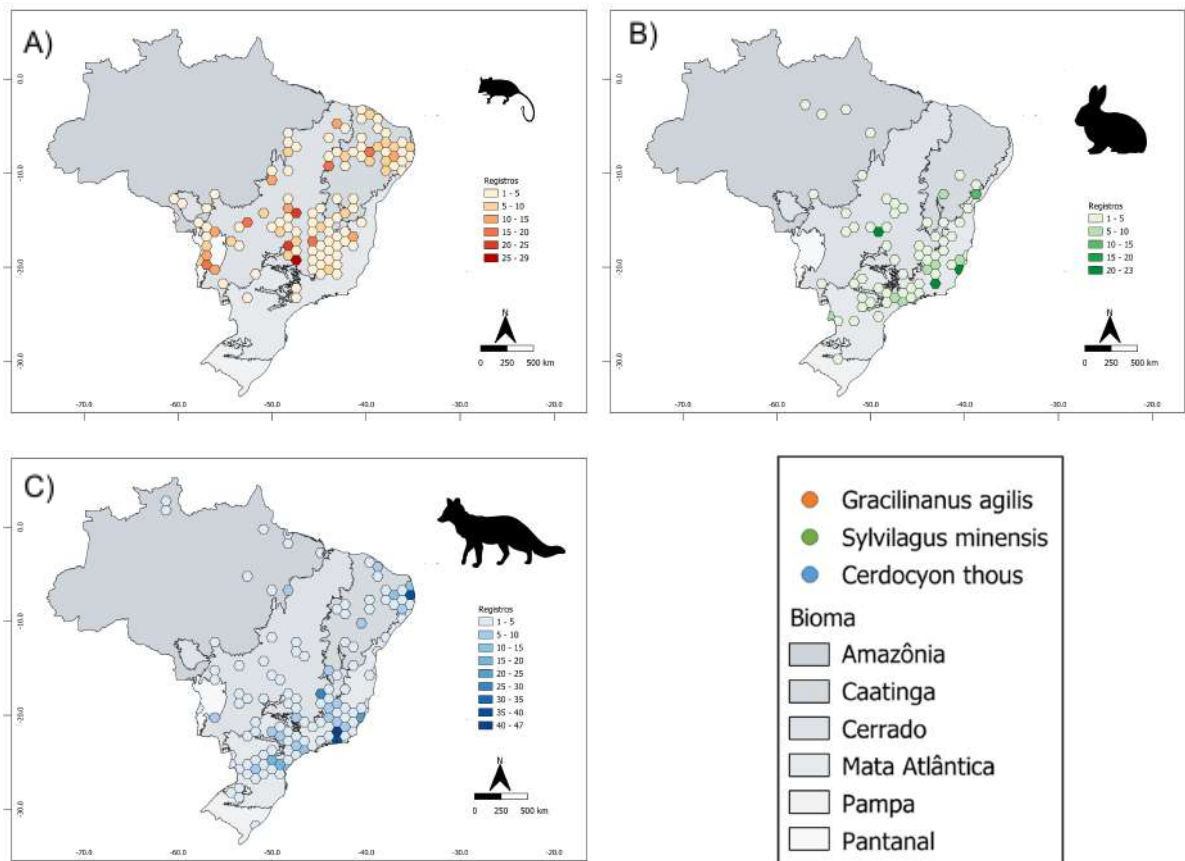 A)
0.0
-10.0
-20.0
-30.0
Registros
1 - 5
5 - 10
10 - 15
15 - 20
20 - 25
25 - 29
N
0 250 500 km
-70.0 -60.0 -50.0 -40.0 -30.0 -20.0
B)
0.0
-10.0
-20.0
-30.0
Registros
1 - 5
5 - 10
10 - 15
15 - 20
20 - 23
N
0 250 500 km
-70.0 -60.0 -50.0 -40.0 -30.0 -20.0
C)
0.0
-10.0
-20.0
-30.0
Registros
1 - 5
5 - 10
10 - 15
15 - 20
20 - 25
25 - 30
30 - 35
35 - 40
40 - 47
N
0 250 500 km
-70.0 -60.0 -50.0 -40.0 -30.0 -20.0
Gracilinanus agilis
Sylvilagus minensis
Cerdocyon thous
Bioma
Amazônia
Caatinga
Cerrado
Mata Atlântica
Pampa
Pantanal